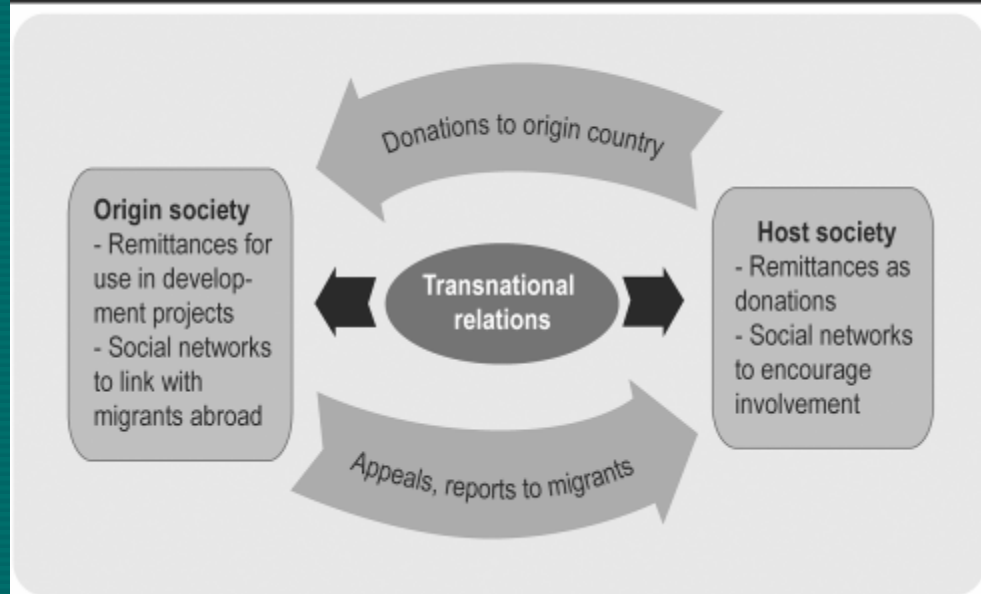 Donations to origin country
Origin society
- Remittances for
use in develop-
ment projects
- Social networks
to link with
migrants abroad
Transnational
relations
Host society
- Remittances as
donations
- Social networks
to encourage
involvement
Appeals, reports to migrants